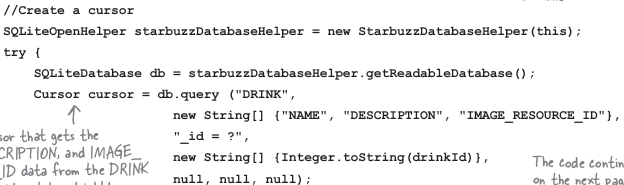 //Create a cursor
SQLiteOpenHelper starbuzzDatabaseHelper = new StarbuzzDatabaseHelper(this);
try {
    SQLiteDatabase db = starbuzzDatabaseHelper.getReadableDatabase();
    Cursor cursor = db.query ("DRINK",
new String[] {"NAME", "DESCRIPTION", "IMAGE_RESOURCE_ID"},
"_id = ?",
new String[] {Integer.toString(drinkId)},
null, null, null);
sor that gets the
CRIPTION, and IMAGE_
_ID data from the DRINK
The code contin
on the next pag